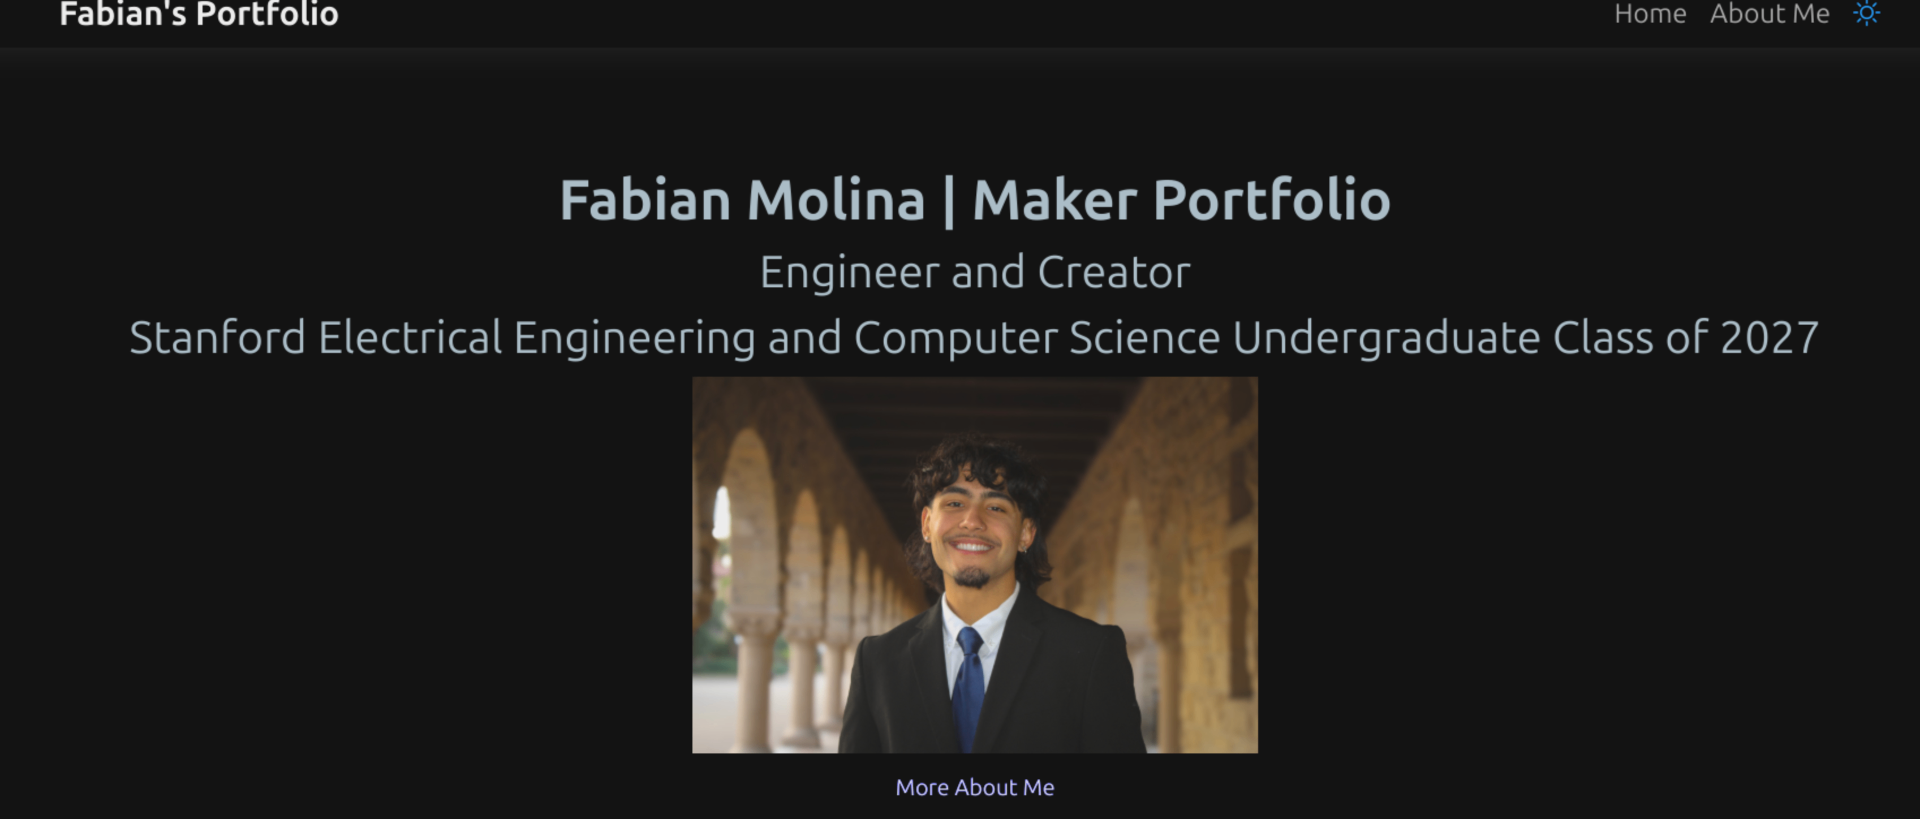 Fabian's Portfolio
Home About Me
Fabian Molina | Maker Portfolio
Engineer and Creator
Stanford Electrical Engineering and Computer Science Undergraduate Class of 2027
More About Me